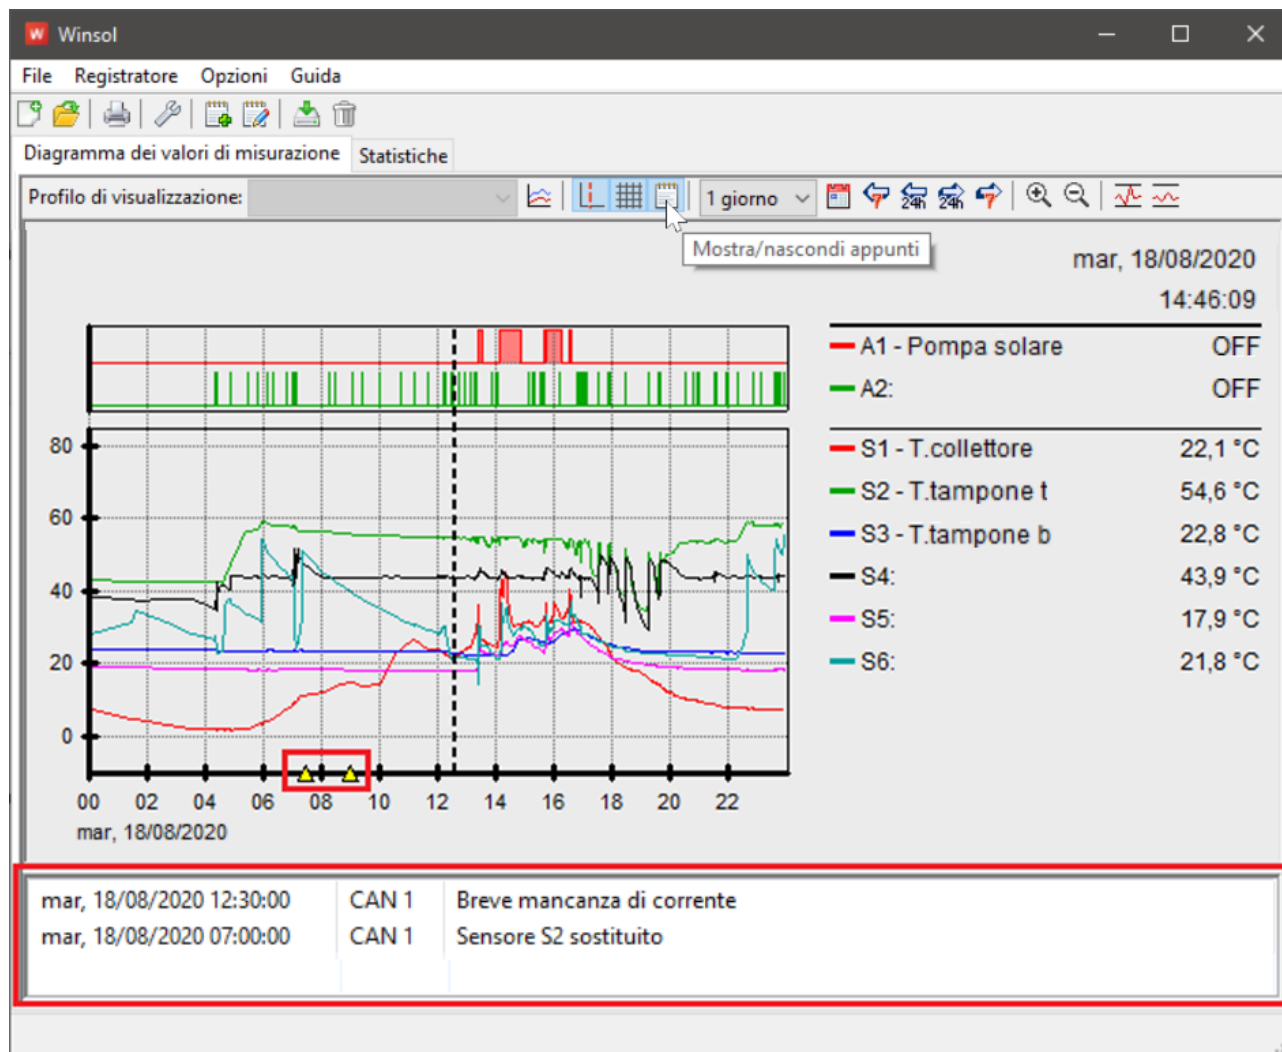 Winsol
File Registratore Opzioni Guida
Diagramma dei valori di misurazione Statistiche
Profilo di visualizzazione: 1 giorno 24h 24h
Mostra/nascondi appunti
mar, 18/08/2020
14:46:09
A1 - Pompa solare OFF
A2: OFF
S1 - T.collettore 22,1 °C
S2 - T.tampone t 54,6 °C
S3 - T.tampone b 22,8 °C
S4: 43,9 °C
S5: 17,9 °C
S6: 21,8 °C
80
60
40
20
0
00 02 04 06 08 10 12 14 16 18 20 22
mar, 18/08/2020
mar, 18/08/2020 12:30:00 CAN 1 Breve mancanza di corrente
mar, 18/08/2020 07:00:00 CAN 1 Sensore S2 sostituito